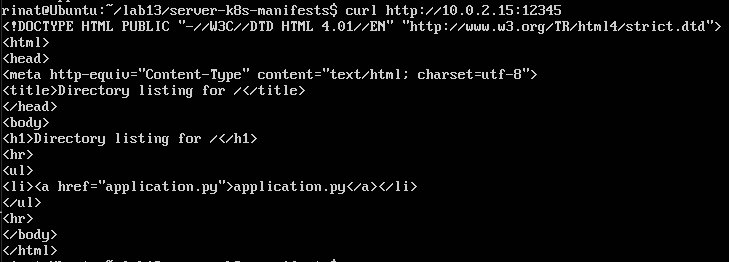 rinat@Ubuntu:~/lab13/server-k8s-manifests$ curl http://10.0.2.15:12345
<!DOCTYPE HTML PUBLIC "-//W3C//DTD HTML 4.01//EN" "http://www.w3.org/TR/html4/strict.dtd">
<html>
<head>
<meta http-equiv="Content-Type" content="text/html; charset=utf-8">
<title>Directory listing for /</title>
</head>
<body>
<h1>Directory listing for /</h1>
<hr>
<ul>
<li><a href="application.py">application.py</a></li>
</ul>
<hr>
</body>
</html>